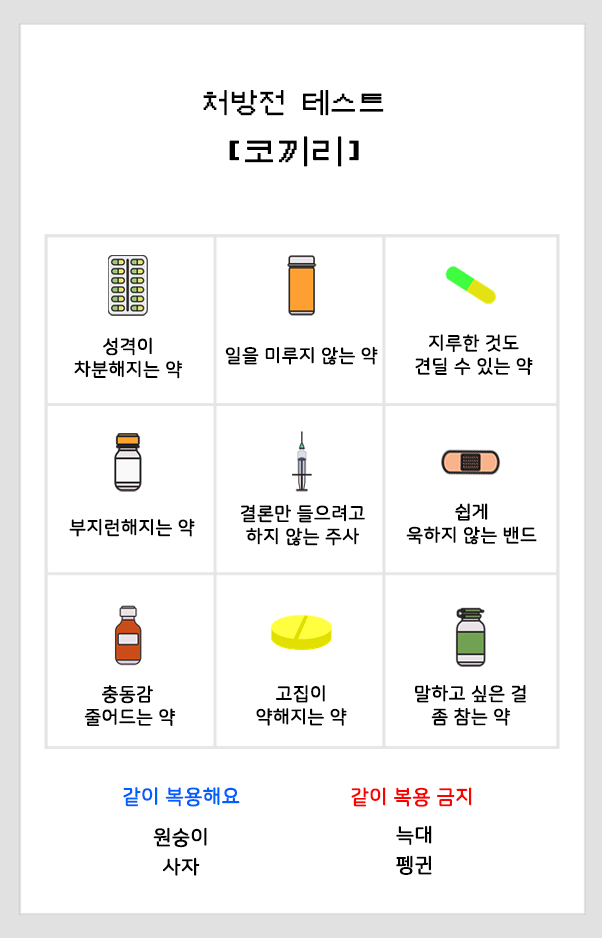 처방전 테스트
[코끼리]
성격이
차분해지는 약
일을 미루지 않는 약
지루한 것도
견딜 수 있는 약
부지런해지는 약
결론만 들으려고
하지 않는 주사
쉽게
욱하지 않는 밴드
충동감
줄어드는 약
고집이
약해지는 약
말하고 싶은 걸
좀 참는 약
같이 복용해요
원숭이
사자
같이 복용 금지
늑대
펭귄